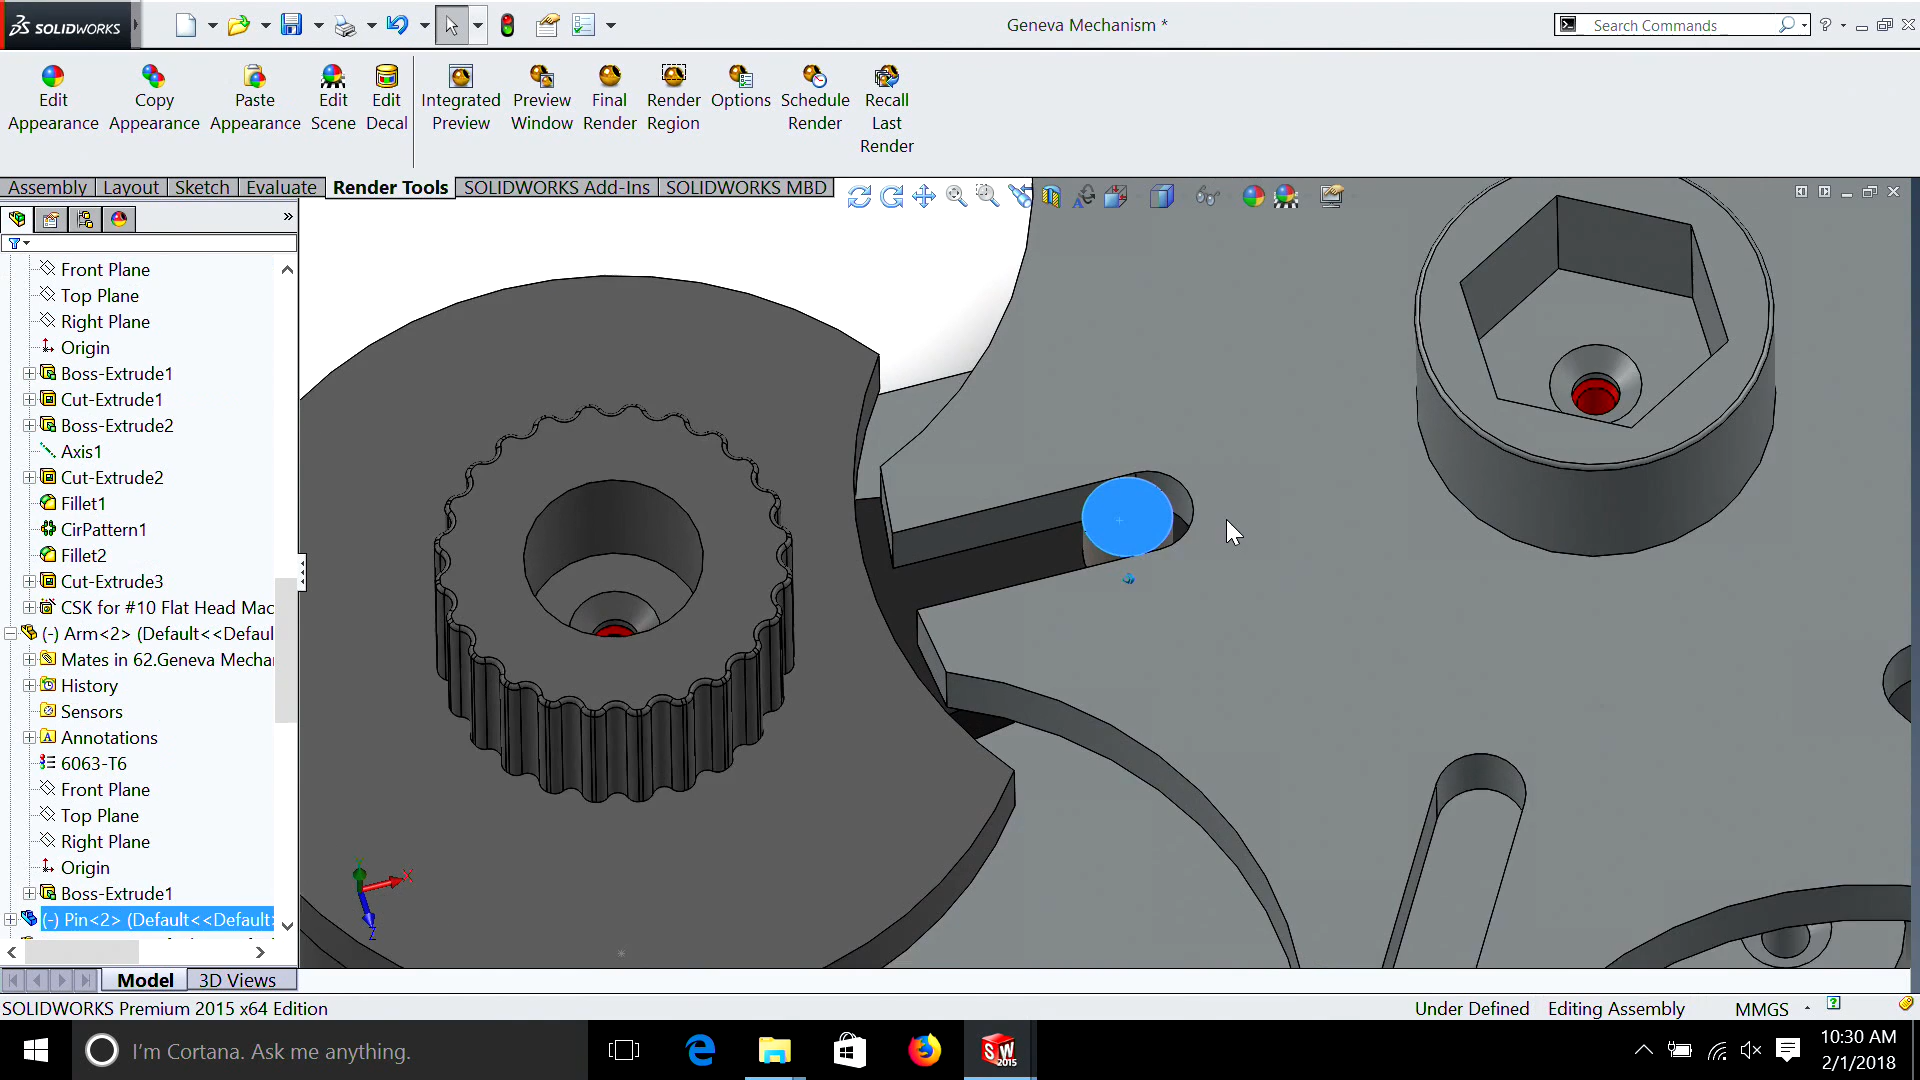 SOLIDWORKS
Geneva Mechanism *
Search Commands
?
Edit Appearance
Copy Appearance
Paste Appearance
Edit Scene
Edit Decal
Integrated Preview
Preview Window
Final Render
Render Region
Options
Schedule Render
Recall Last Render
Assembly
Layout
Sketch
Evaluate
Render Tools
SOLIDWORKS Add-Ins
SOLIDWORKS MBD
Front Plane
Top Plane
Right Plane
Origin
Boss-Extrude1
Cut-Extrude1
Boss-Extrude2
Axis1
Cut-Extrude2
Fillet1
CirPattern1
Fillet2
Cut-Extrude3
CSK for #10 Flat Head Mac
(-) Arm<2> (Default<<Defaul
Mates in 62.Geneva Mechar
History
Sensors
Annotations
6063-T6
Front Plane
Top Plane
Right Plane
Origin
Boss-Extrude1
(-) Pin<2> (Default<<Default
Y
X
Z
Model
3D Views
SOLIDWORKS Premium 2015 x64 Edition
Under Defined
Editing Assembly
MMGS
I'm Cortana. Ask me anything.
SW
2015
10:30 AM
2/1/2018